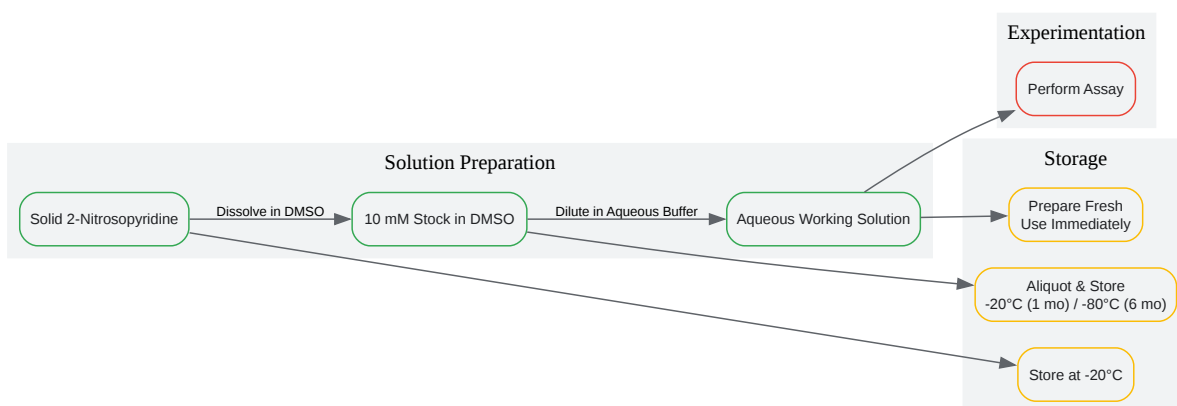 Experimentation
Perform Assay
Solution Preparation
Storage
Solid 2-Nitrosopyridine
Dissolve in DMSO
10 mM Stock in DMSO
Dilute in Aqueous Buffer
Aqueous Working Solution
Prepare Fresh
Use Immediately
Aliquot & Store
-20°C (1 mo) / -80°C (6 mo)
Store at -20°C